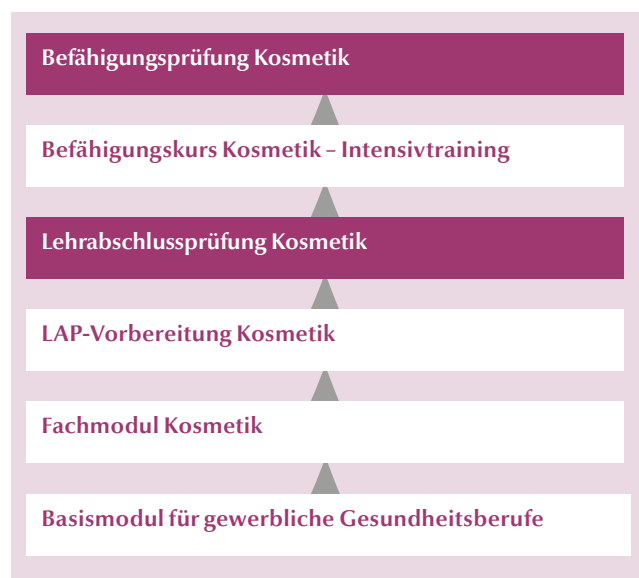 Befähigungsprüfung Kosmetik
Befähigungskurs Kosmetik – Intensivtraining
Lehrabschlussprüfung Kosmetik
LAP-Vorbereitung Kosmetik
Fachmodul Kosmetik
Basismodul für gewerbliche Gesundheitsberufe